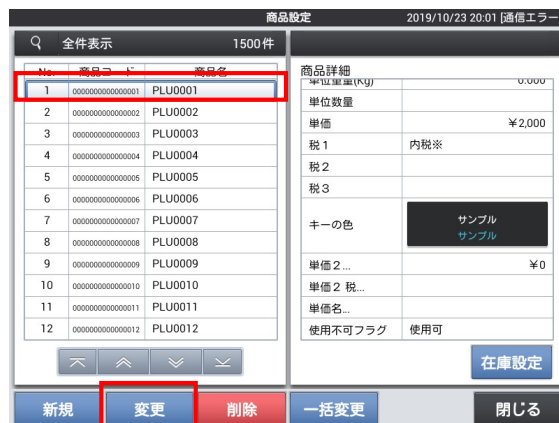 商品設定 2019/10/23 20:01 [通信エラー
全件表示 1500件
No. 商品コード 商品名
1 0000000000000001 PLU0001
2 0000000000000002 PLU0002
3 0000000000000003 PLU0003
4 0000000000000004 PLU0004
5 0000000000000005 PLU0005
6 0000000000000006 PLU0006
7 0000000000000007 PLU0007
8 0000000000000008 PLU0008
9 0000000000000009 PLU0009
10 0000000000000010 PLU0010
11 0000000000000011 PLU0011
12 0000000000000012 PLU0012
商品詳細
単位重量(Kg) 0.000
単位数量
単価 ¥2,000
税1 内税※
税2
税3
キーの色 サンプル
サンプル
単価2... ¥0
単価2 税...
単価名...
使用不可フラグ 使用可
在庫設定
新規 変更 削除 一括変更 閉じる